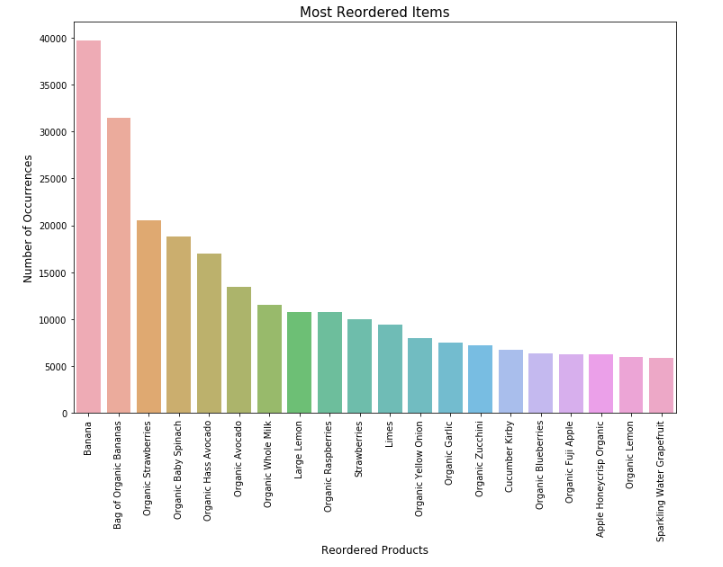 Most Reordered Items
Number of Occurrences
40000
35000
30000
25000
20000
15000
10000
5000
0
Banana
Bag of Organic Bananas
Organic Strawberries
Organic Baby Spinach
Organic Hass Avocado
Organic Avocado
Organic Whole Milk
Large Lemon
Organic Raspberries
Strawberries
Limes
Organic Yellow Onion
Organic Garlic
Organic Zucchini
Cucumber Kirby
Organic Blueberries
Organic Fuji Apple
Apple Honeycrisp Organic
Organic Lemon
Sparkling Water Grapefruit
Reordered Products